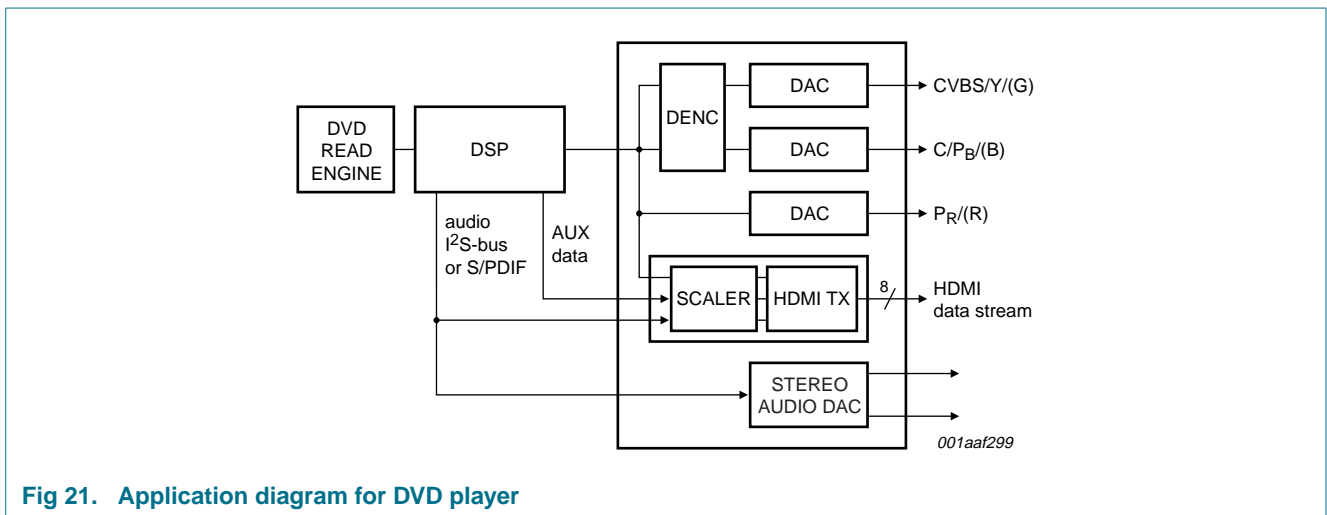 DVD
READ
ENGINE
DSP
audio
I²S-bus
or S/PDIF
AUX
data
DENC
DAC
CVBS/Y/(G)
DAC
C/PB/(B)
DAC
PR/(R)
SCALER
HDMI TX
8
HDMI
data stream
STEREO
AUDIO DAC
001aaf299
Fig 21. Application diagram for DVD player